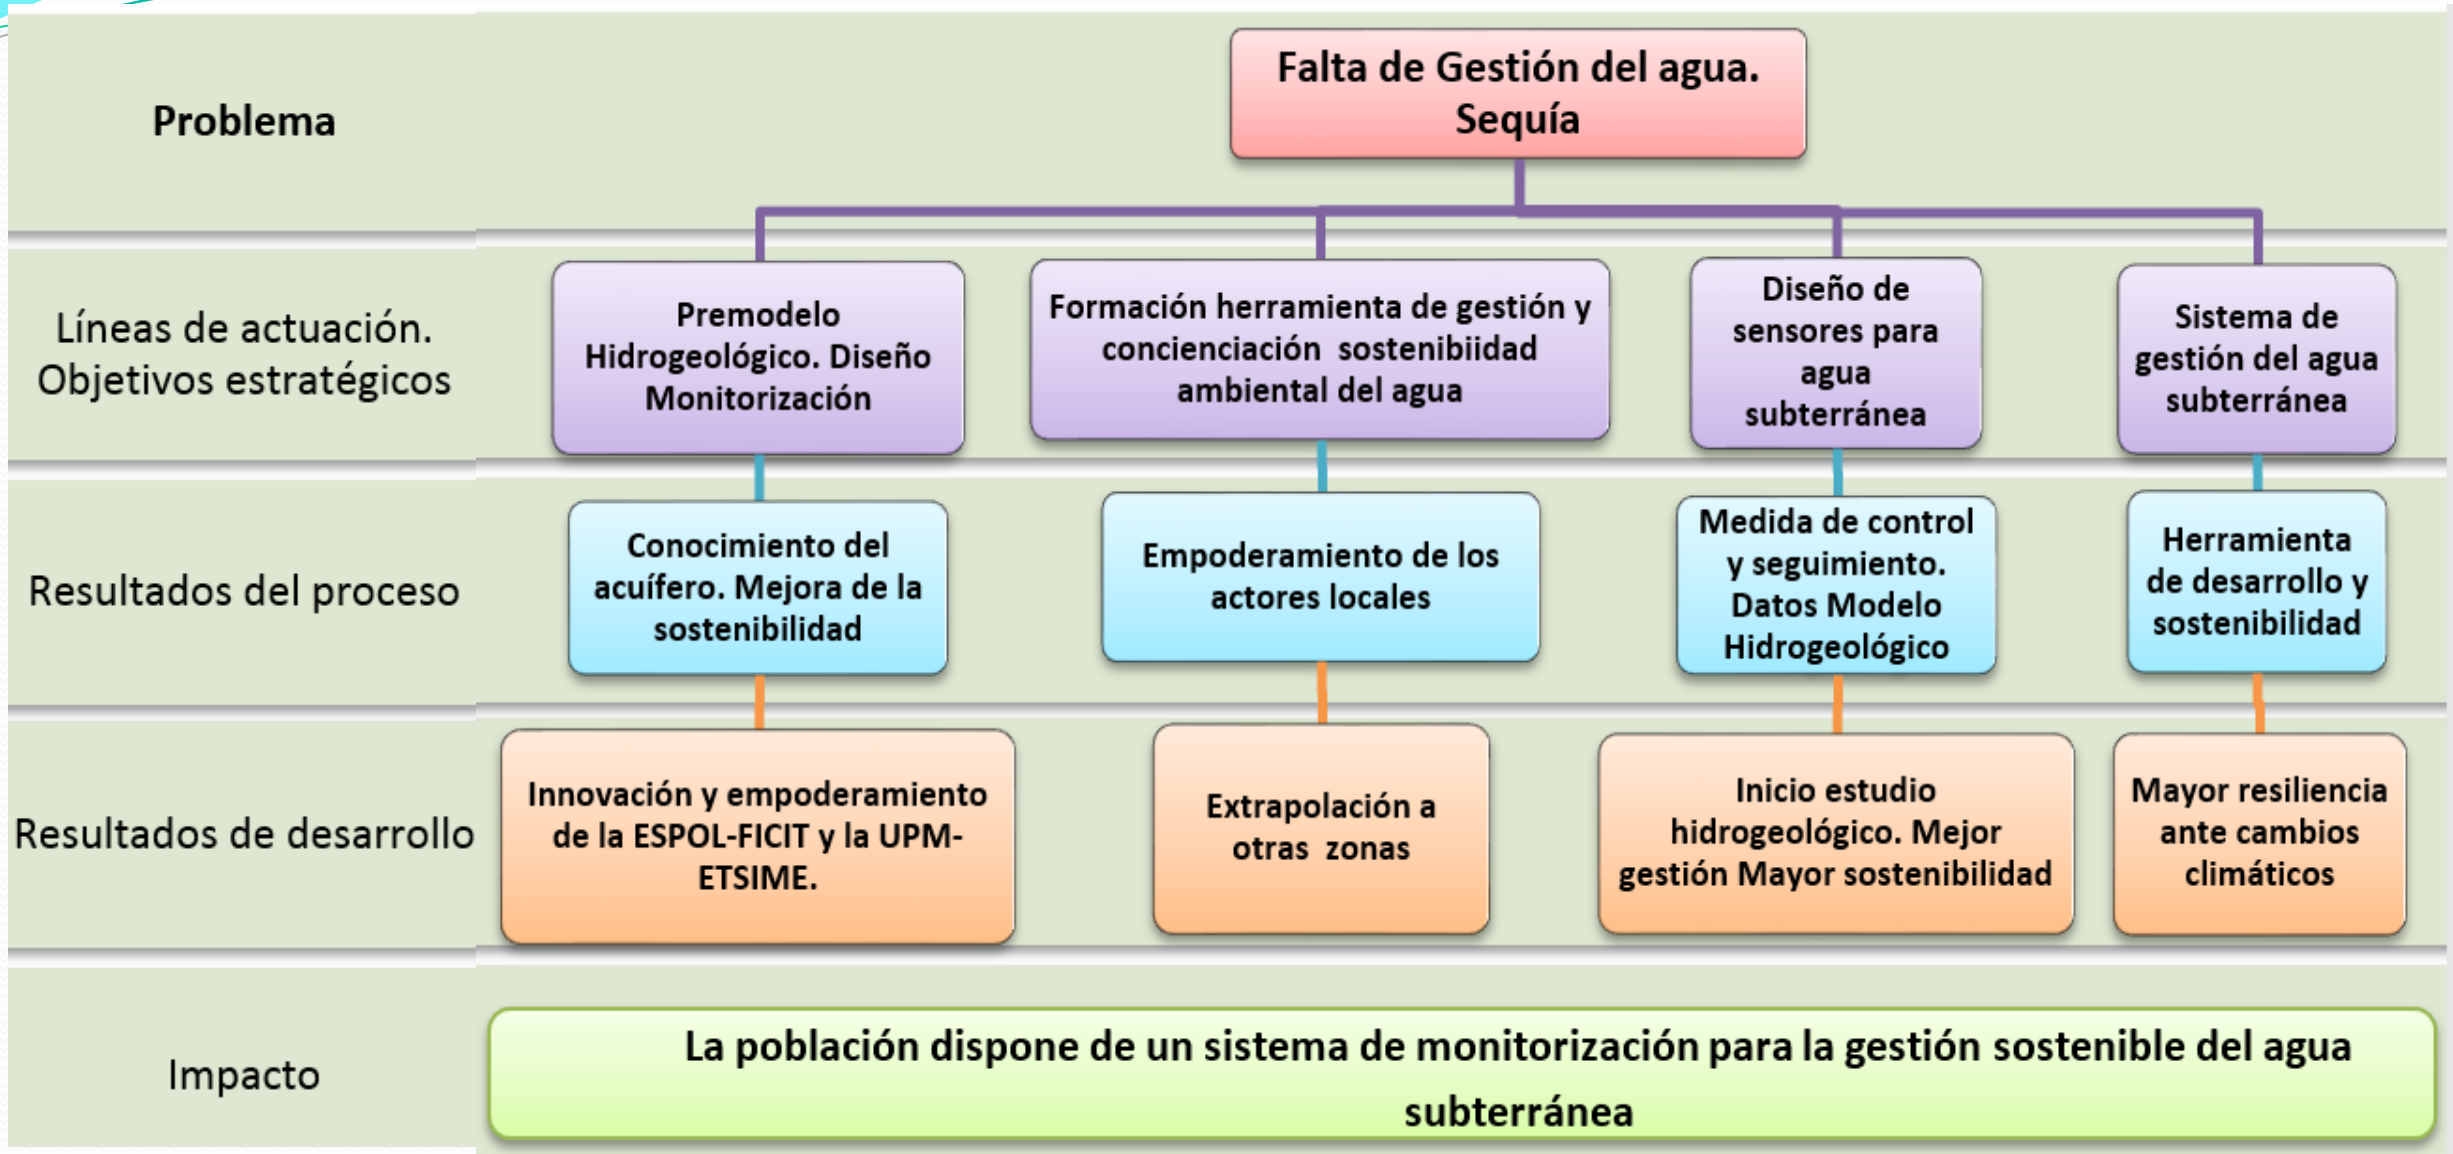 Problema
Falta de Gestión del agua.
Sequía
Líneas de actuación.
Objetivos estratégicos
Premodelo
Hidrogeológico. Diseño
Monitorización
Formación herramienta de gestión y
concienciación sostenibiidad
ambiental del agua
Diseño de
sensores para
agua
subterránea
Sistema de
gestión del agua
subterránea
Resultados del proceso
Conocimiento del
acuífero. Mejora de la
sostenibilidad
Empoderamiento de los
actores locales
Medida de control
y seguimiento.
Datos Modelo
Hidrogeológico
Herramienta
de desarrollo y
sostenibilidad
Resultados de desarrollo
Innovación y empoderamiento
de la ESPOL-FICIT y la UPM-
ETSIME.
Extrapolación a
otras zonas
Inicio estudio
hidrogeológico. Mejor
gestión Mayor sostenibilidad
Mayor resiliencia
ante cambios
climáticos
Impacto
La población dispone de un sistema de monitorización para la gestión sostenible del agua
subterránea